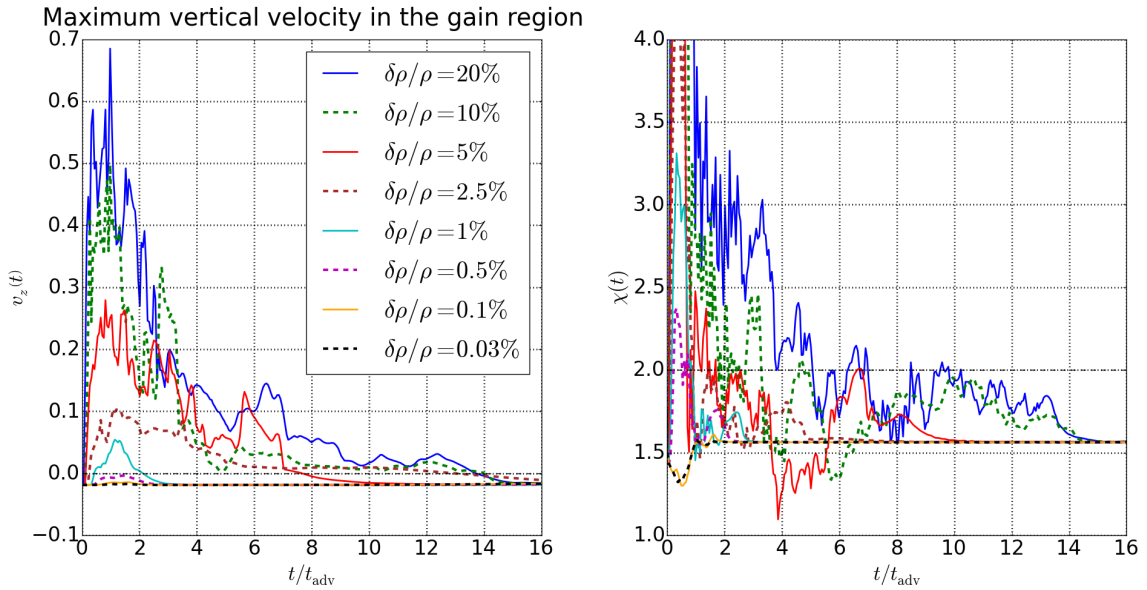 Maximum vertical velocity in the gain region
0.7
0.6
0.5
0.4
0.3
0.2
0.1
0.0
−0.1
v_z(t)
0 2 4 6 8 10 12 14 16
t/t_adv
δρ/ρ=20%
δρ/ρ=10%
δρ/ρ=5%
δρ/ρ=2.5%
δρ/ρ=1%
δρ/ρ=0.5%
δρ/ρ=0.1%
δρ/ρ=0.03%
4.0
3.5
3.0
2.5
2.0
1.5
1.0
χ(t)
0 2 4 6 8 10 12 14 16
t/t_adv